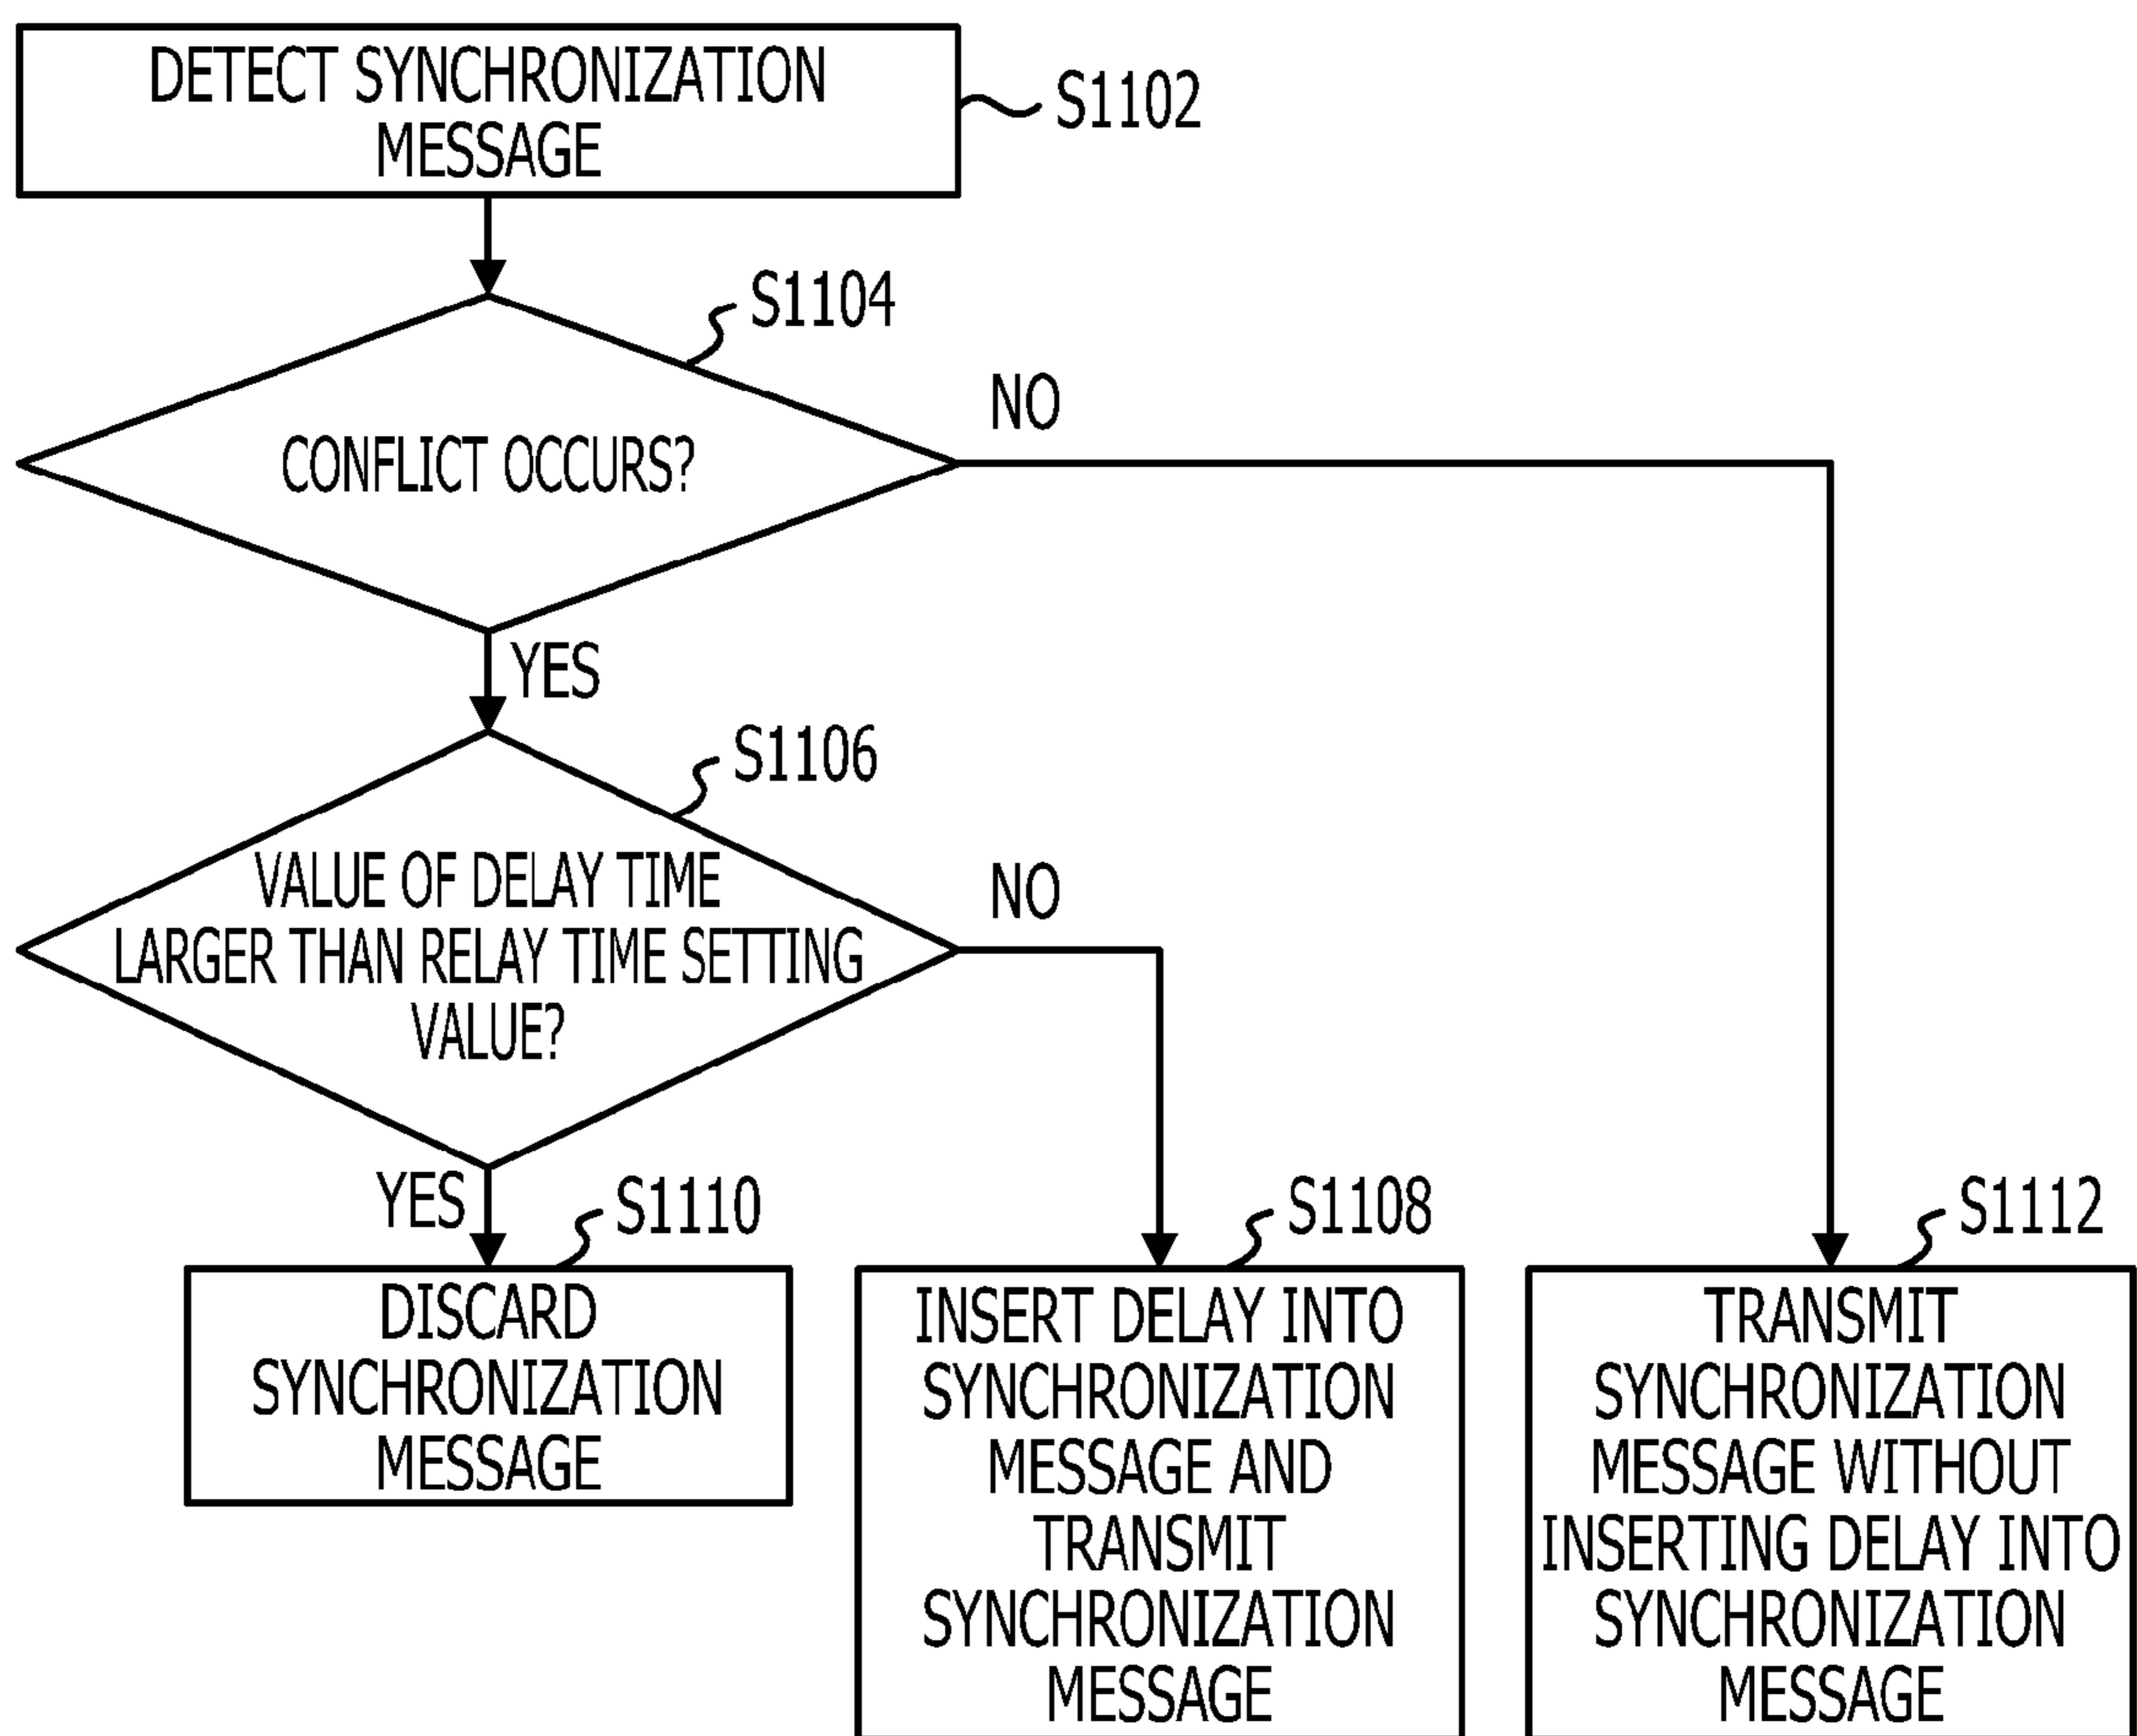 DETECT SYNCHRONIZATION
MESSAGE
S1102
S1104
NO
CONFLICT OCCURS?
YES
S1106
VALUE OF DELAY TIME
LARGER THAN RELAY TIME SETTING
VALUE?
NO
YES
S1110
DISCARD
SYNCHRONIZATION
MESSAGE
S1108
INSERT DELAY INTO
SYNCHRONIZATION
MESSAGE AND
TRANSMIT
SYNCHRONIZATION
MESSAGE
S1112
TRANSMIT
SYNCHRONIZATION
MESSAGE WITHOUT
INSERTING DELAY INTO
SYNCHRONIZATION
MESSAGE